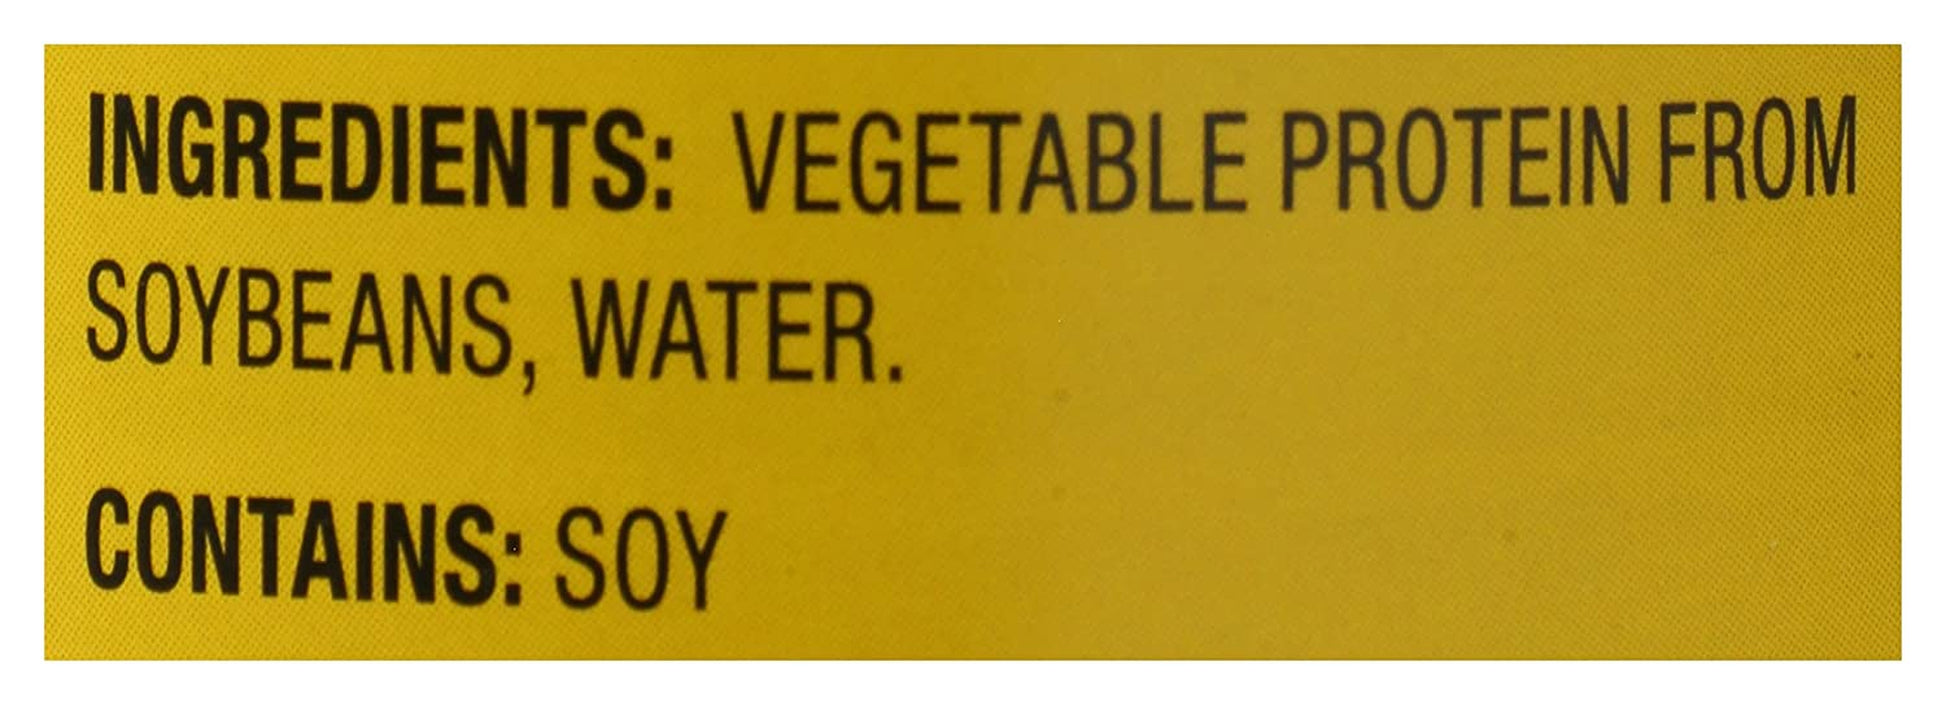 INGREDIENTS: VEGETABLE PROTEIN FROM
SOYBEANS, WATER.
CONTAINS: SOY